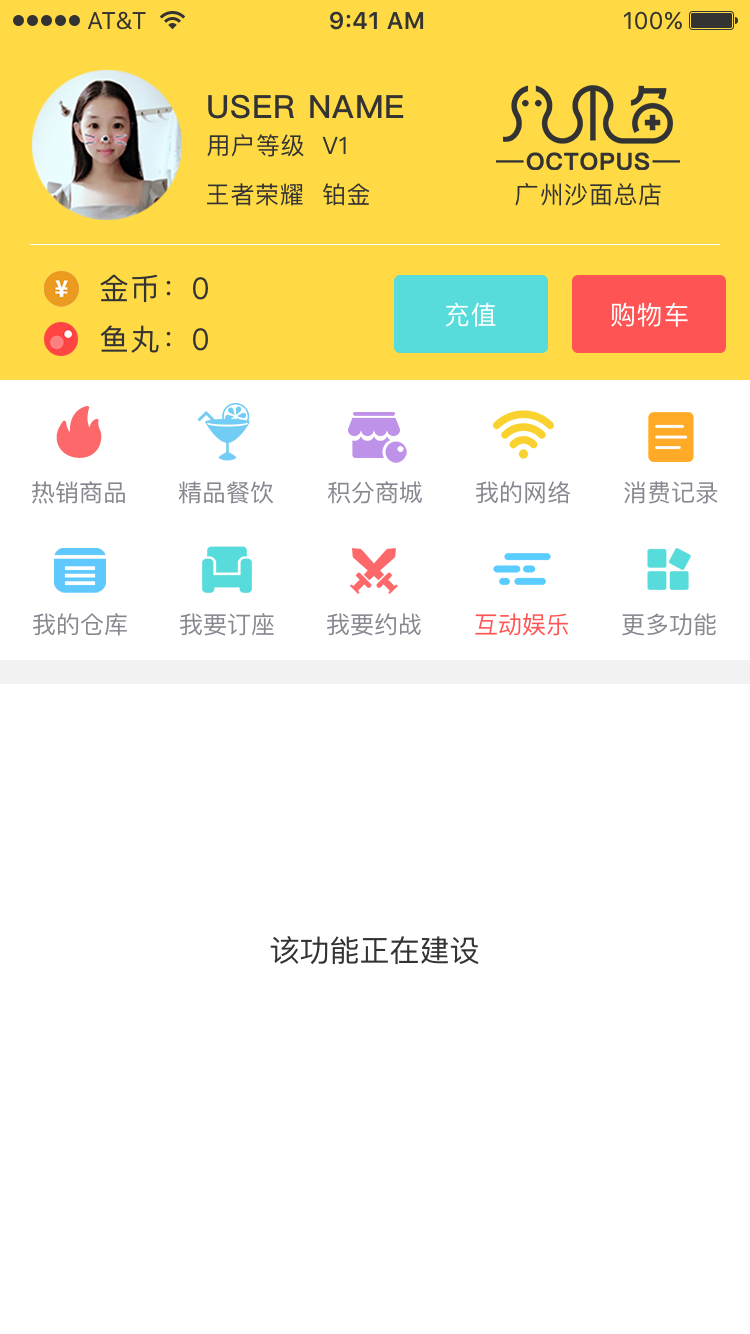 AT&T 9:41 AM 100%
USER NAME
用户等级 V1
王者荣耀 铂金
八爪鱼
OCTOPUS
广州沙面总店
¥ 金币：0
鱼丸：0
充值 购物车
热销商品 精品餐饮 积分商城 我的网络 消费记录
我的仓库 我要订座 我要约战 互动娱乐 更多功能
该功能正在建设